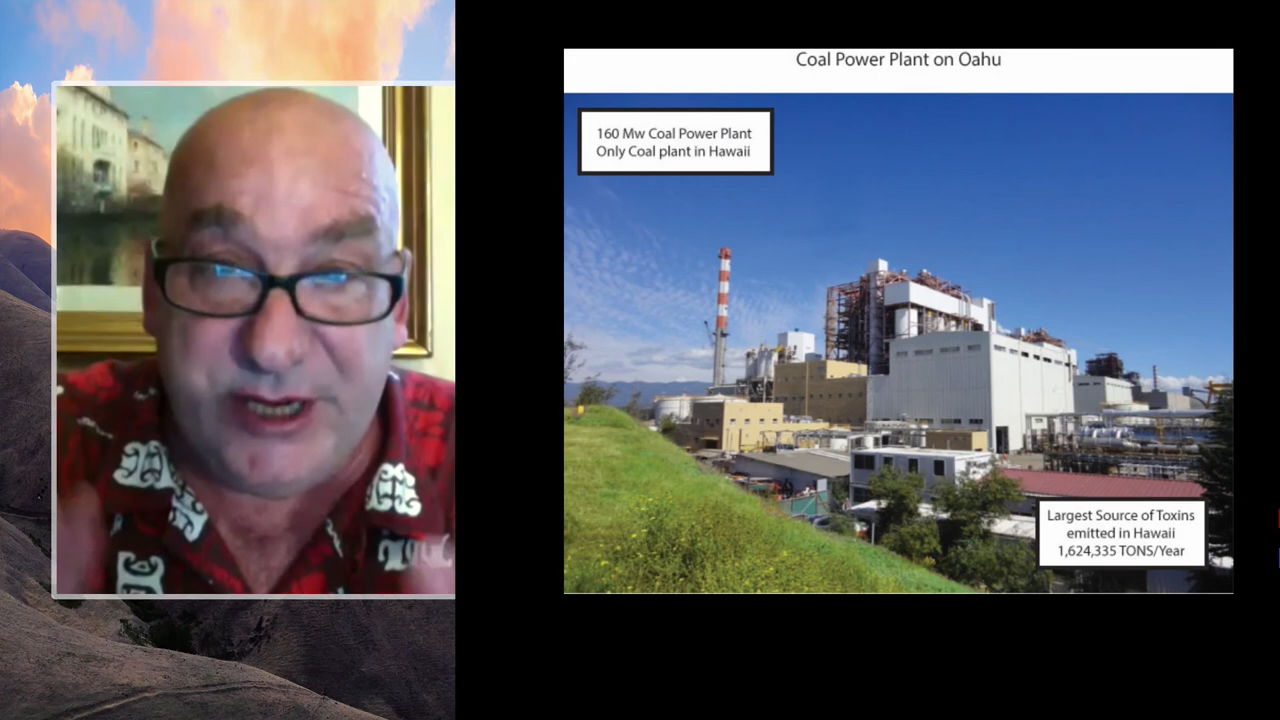 Coal Power Plant on Oahu
160 Mw Coal Power Plant
Only Coal plant in Hawaii
Largest Source of Toxins
emitted in Hawaii
1,624,335 TONS/Year